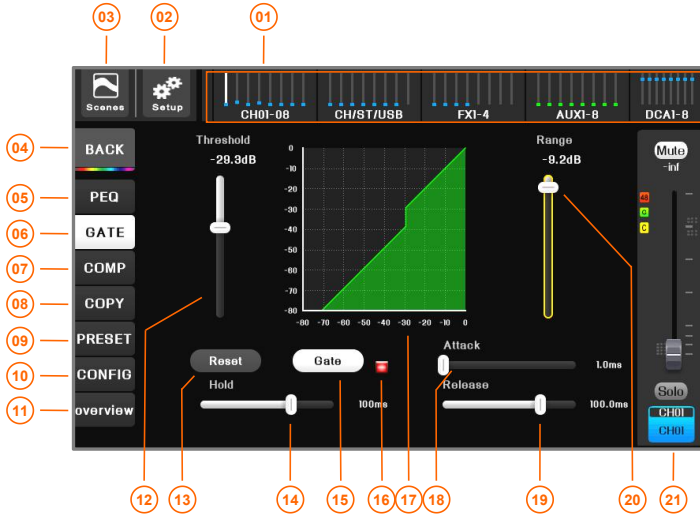 03
02
01
Scenes
Setup
CH01-08
CH/ST/USB
FX1-4
AUX1-8
DCA1-8
04
BACK
Threshold
-29.3dB
Range
-9.2dB
Mute
-inf
05
PEQ
06
GATE
07
COMP
08
COPY
09
PRESET
10
CONFIG
11
overview
0
-10
-20
-30
-40
-50
-60
-70
-80
-80 -70 -60 -50 -40 -30 -20 -10 0
48
G
C
Reset
Gate
Attack
1.0ms
Hold
100ms
Release
100.0ms
Solo
CH01
CH01
12
13
14
15
16
17
18
19
20
21